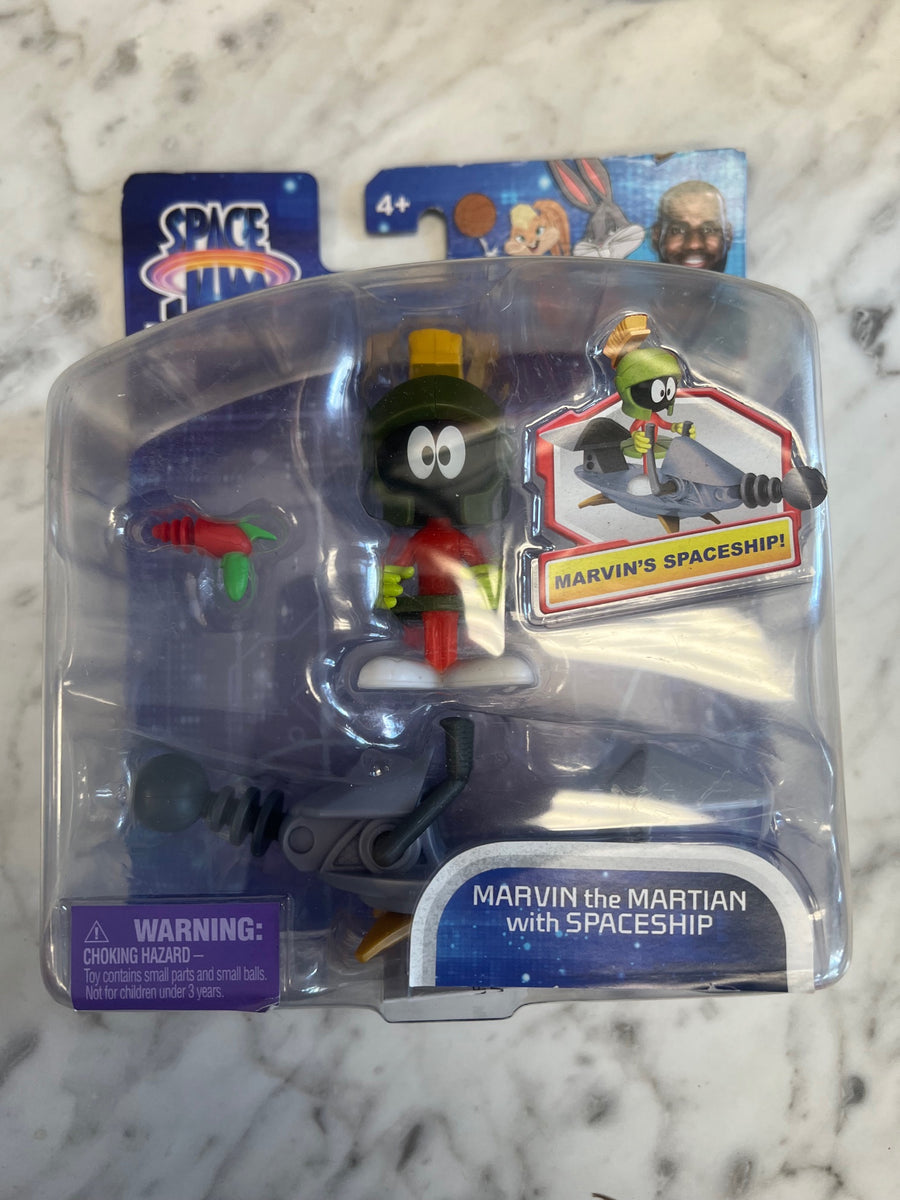 SPACE
JAM
4+
MARVIN'S SPACESHIP!
MARVIN the MARTIAN
with SPACESHIP
WARNING:
CHOKING HAZARD –
Toy contains small parts and small balls.
Not for children under 3 years.